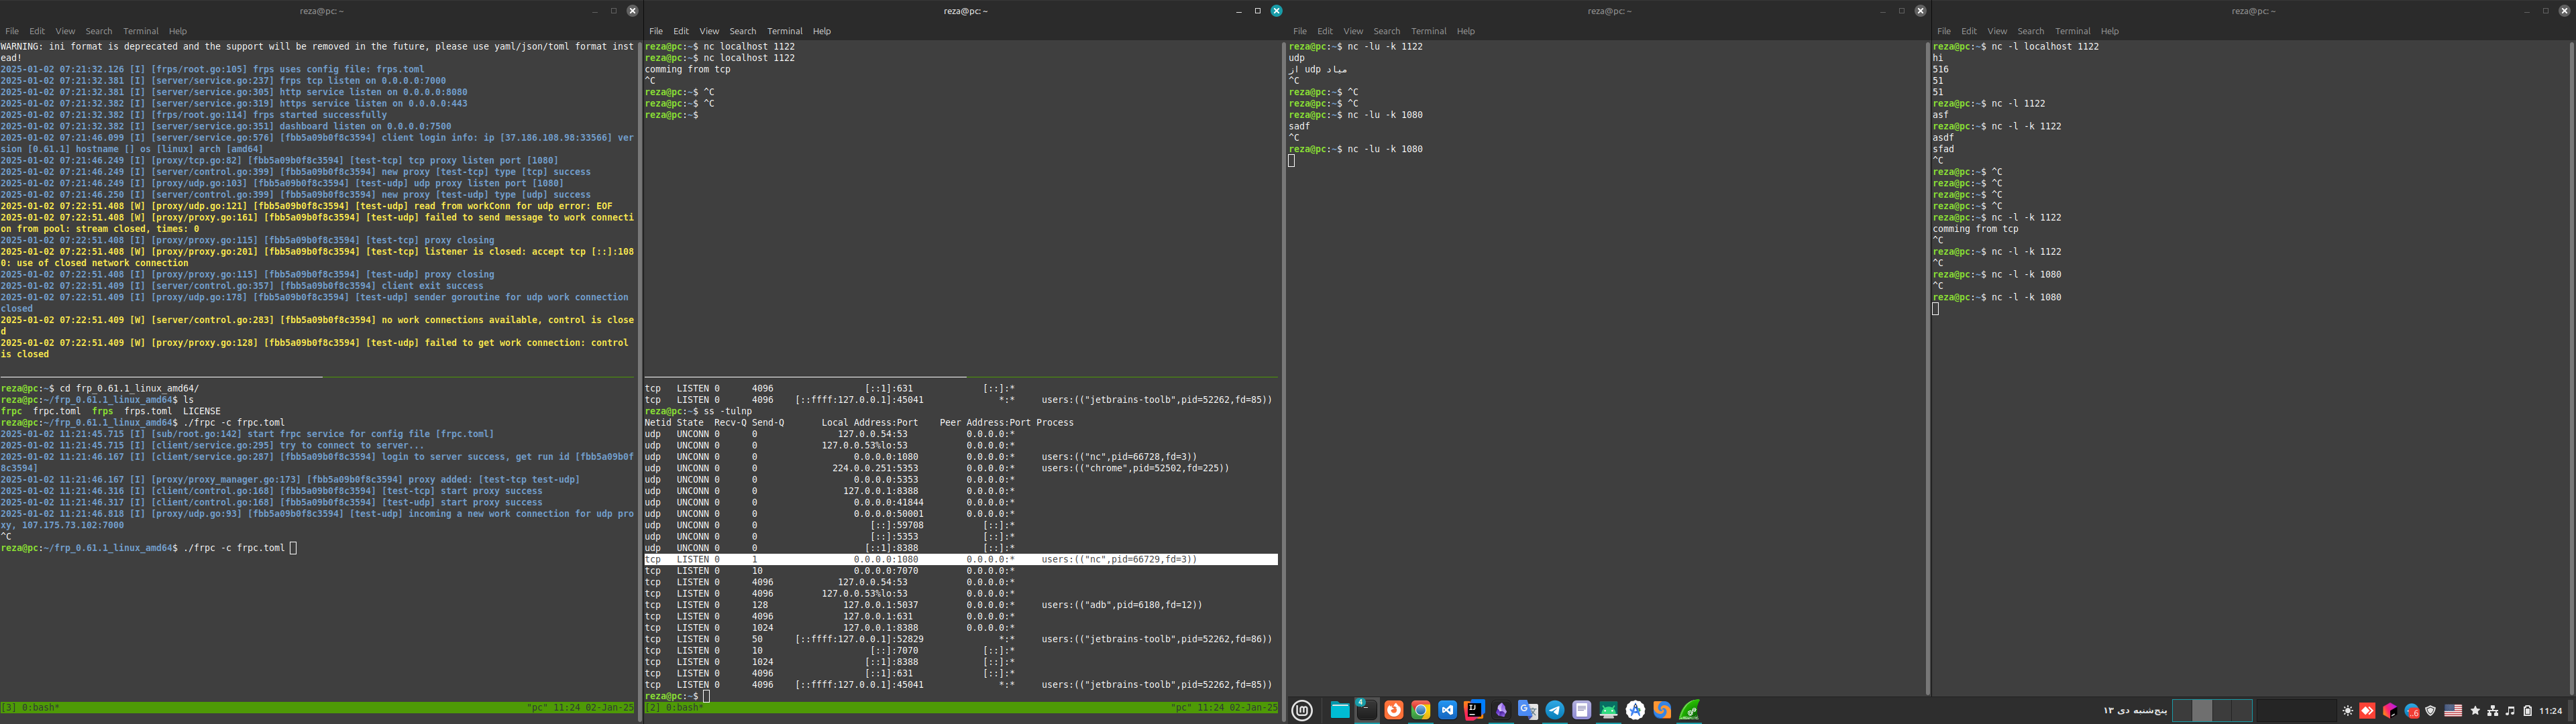 reza@pc: ~
File Edit View Search Terminal Help
WARNING: ini format is deprecated and the support will be removed in the future, please use yaml/json/toml format inst
ead!
2025-01-02 07:21:32.126 [I] [frps/root.go:105] frps uses config file: frps.toml
2025-01-02 07:21:32.381 [I] [server/service.go:237] frps tcp listen on 0.0.0.0:7000
2025-01-02 07:21:32.381 [I] [server/service.go:305] http service listen on 0.0.0.0:8080
2025-01-02 07:21:32.382 [I] [server/service.go:319] https service listen on 0.0.0.0:443
2025-01-02 07:21:32.382 [I] [frps/root.go:114] frps started successfully
2025-01-02 07:21:32.382 [I] [server/service.go:351] dashboard listen on 0.0.0.0:7500
2025-01-02 07:21:46.099 [I] [server/service.go:576] [fbb5a09b0f8c3594] client login info: ip [37.186.108.98:33566] ver
sion [0.61.1] hostname [] os [linux] arch [amd64]
2025-01-02 07:21:46.249 [I] [proxy/tcp.go:82] [fbb5a09b0f8c3594] [test-tcp] tcp proxy listen port [1080]
2025-01-02 07:21:46.249 [I] [server/control.go:399] [fbb5a09b0f8c3594] new proxy [test-tcp] type [tcp] success
2025-01-02 07:21:46.249 [I] [proxy/udp.go:103] [fbb5a09b0f8c3594] [test-udp] udp proxy listen port [1080]
2025-01-02 07:21:46.250 [I] [server/control.go:399] [fbb5a09b0f8c3594] new proxy [test-udp] type [udp] success
2025-01-02 07:22:51.408 [W] [proxy/udp.go:121] [fbb5a09b0f8c3594] [test-udp] read from workConn for udp error: EOF
2025-01-02 07:22:51.408 [W] [proxy/proxy.go:161] [fbb5a09b0f8c3594] [test-udp] failed to send message to work connecti
on from pool: stream closed, times: 0
2025-01-02 07:22:51.408 [I] [proxy/proxy.go:115] [fbb5a09b0f8c3594] [test-tcp] proxy closing
2025-01-02 07:22:51.408 [W] [proxy/proxy.go:201] [fbb5a09b0f8c3594] [test-tcp] listener is closed: accept tcp [::]:108
0: use of closed network connection
2025-01-02 07:22:51.408 [I] [proxy/proxy.go:115] [fbb5a09b0f8c3594] [test-udp] proxy closing
2025-01-02 07:22:51.409 [I] [server/control.go:357] [fbb5a09b0f8c3594] client exit success
2025-01-02 07:22:51.409 [I] [proxy/udp.go:178] [fbb5a09b0f8c3594] [test-udp] sender goroutine for udp work connection
closed
2025-01-02 07:22:51.409 [W] [server/control.go:283] [fbb5a09b0f8c3594] no work connections available, control is close
d
2025-01-02 07:22:51.409 [W] [proxy/proxy.go:128] [fbb5a09b0f8c3594] [test-udp] failed to get work connection: control
is closed
reza@pc:~$ cd frp_0.61.1_linux_amd64/
reza@pc:~/frp_0.61.1_linux_amd64$ ls
frpc frpc.toml frps frps.toml LICENSE
reza@pc:~/frp_0.61.1_linux_amd64$ ./frpc -c frpc.toml
2025-01-02 11:21:45.715 [I] [sub/root.go:142] start frpc service for config file [frpc.toml]
2025-01-02 11:21:45.715 [I] [client/service.go:295] try to connect to server...
2025-01-02 11:21:46.167 [I] [client/service.go:287] [fbb5a09b0f8c3594] login to server success, get run id [fbb5a09b0f
8c3594]
2025-01-02 11:21:46.167 [I] [proxy/proxy_manager.go:173] [fbb5a09b0f8c3594] proxy added: [test-tcp test-udp]
2025-01-02 11:21:46.316 [I] [client/control.go:168] [fbb5a09b0f8c3594] [test-tcp] start proxy success
2025-01-02 11:21:46.317 [I] [client/control.go:168] [fbb5a09b0f8c3594] [test-udp] start proxy success
2025-01-02 11:21:46.818 [I] [proxy/udp.go:93] [fbb5a09b0f8c3594] [test-udp] incoming a new work connection for udp pro
xy, 107.175.73.102:7000
^C
reza@pc:~/frp_0.61.1_linux_amd64$ ./frpc -c frpc.toml
[3] 0:bash* "pc" 11:24 02-Jan-25
reza@pc: ~
File Edit View Search Terminal Help
reza@pc:~$ nc localhost 1122
reza@pc:~$ nc localhost 1122
comming from tcp
^C
reza@pc:~$ ^C
reza@pc:~$ ^C
reza@pc:~$
tcp LISTEN 0 4096 [::1]:631 [::]:*
tcp LISTEN 0 4096 [::ffff:127.0.0.1]:45041 *:* users:(("jetbrains-toolb",pid=52262,fd=85))
reza@pc:~$ ss -tulnp
Netid State Recv-Q Send-Q Local Address:Port Peer Address:Port Process
udp UNCONN 0 0 127.0.0.54:53 0.0.0.0:*
udp UNCONN 0 0 127.0.0.53%lo:53 0.0.0.0:*
udp UNCONN 0 0 0.0.0.0:1080 0.0.0.0:* users:(("nc",pid=66728,fd=3))
udp UNCONN 0 0 224.0.0.251:5353 0.0.0.0:* users:(("chrome",pid=52502,fd=225))
udp UNCONN 0 0 0.0.0.0:5353 0.0.0.0:*
udp UNCONN 0 0 127.0.0.1:8388 0.0.0.0:*
udp UNCONN 0 0 0.0.0.0:41844 0.0.0.0:*
udp UNCONN 0 0 0.0.0.0:50001 0.0.0.0:*
udp UNCONN 0 0 [::]:59708 [::]:*
udp UNCONN 0 0 [::]:5353 [::]:*
udp UNCONN 0 0 [::1]:8388 [::]:*
tcp LISTEN 0 1 0.0.0.0:1080 0.0.0.0:* users:(("nc",pid=66729,fd=3))
tcp LISTEN 0 10 0.0.0.0:7070 0.0.0.0:*
tcp LISTEN 0 4096 127.0.0.54:53 0.0.0.0:*
tcp LISTEN 0 4096 127.0.0.53%lo:53 0.0.0.0:*
tcp LISTEN 0 128 127.0.0.1:5037 0.0.0.0:* users:(("adb",pid=6180,fd=12))
tcp LISTEN 0 4096 127.0.0.1:631 0.0.0.0:*
tcp LISTEN 0 1024 127.0.0.1:8388 0.0.0.0:*
tcp LISTEN 0 50 [::ffff:127.0.0.1]:52829 *:* users:(("jetbrains-toolb",pid=52262,fd=86))
tcp LISTEN 0 10 [::]:7070 [::]:*
tcp LISTEN 0 1024 [::1]:8388 [::]:*
tcp LISTEN 0 4096 [::1]:631 [::]:*
tcp LISTEN 0 4096 [::ffff:127.0.0.1]:45041 *:* users:(("jetbrains-toolb",pid=52262,fd=85))
reza@pc:~$
[2] 0:bash* "pc" 11:24 02-Jan-25
reza@pc: ~
File Edit View Search Terminal Help
reza@pc:~$ nc -lu -k 1122
udp
از udp میاد
^C
reza@pc:~$ ^C
reza@pc:~$ ^C
reza@pc:~$ nc -lu -k 1080
sadf
^C
reza@pc:~$ nc -lu -k 1080
reza@pc: ~
File Edit View Search Terminal Help
reza@pc:~$ nc -l localhost 1122
hi
516
51
51
reza@pc:~$ nc -l 1122
asf
reza@pc:~$ nc -l -k 1122
asdf
sfad
^C
reza@pc:~$ ^C
reza@pc:~$ ^C
reza@pc:~$ ^C
reza@pc:~$ ^C
reza@pc:~$ nc -l -k 1122
comming from tcp
^C
reza@pc:~$ nc -l -k 1122
^C
reza@pc:~$ nc -l -k 1080
^C
reza@pc:~$ nc -l -k 1080
4
پنج‌شنبه دی ۱۳
11:24